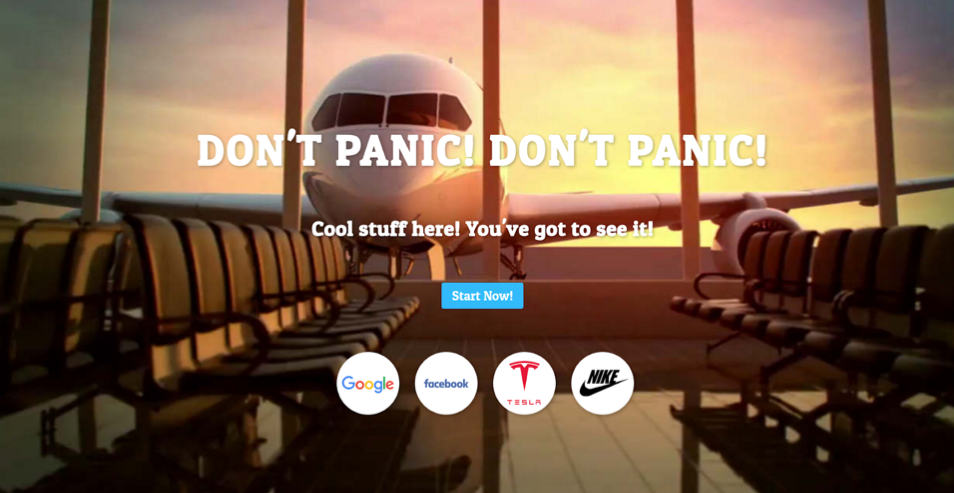 DON'T PANIC! DON'T PANIC!
Cool stuff here! You've got to see it!
Start Now!
Google facebook TESLA NIKE